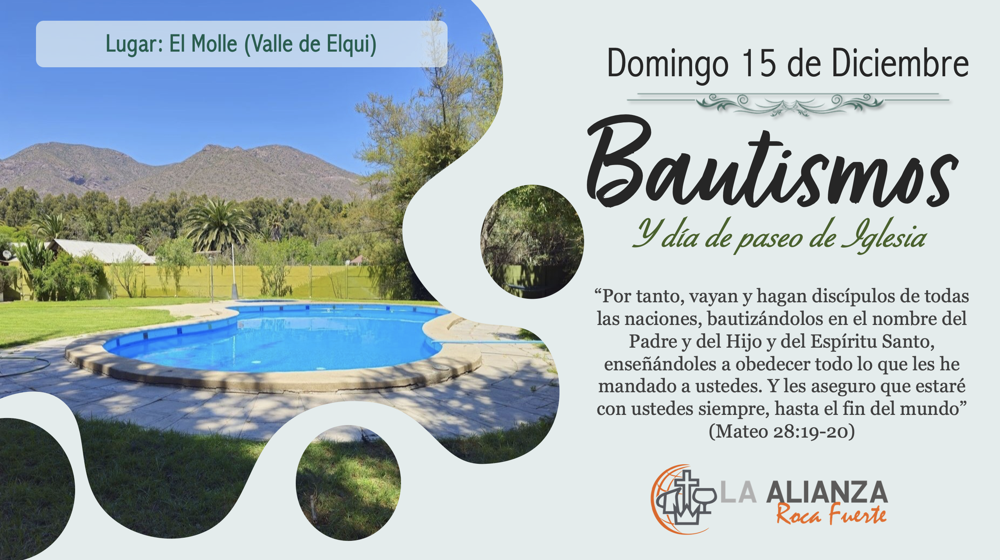 Lugar: El Molle (Valle de Elqui)
Domingo 15 de Diciembre
Bautismos
Y día de paseo de Iglesia
“Por tanto, vayan y hagan discípulos de todas
las naciones, bautizándolos en el nombre del
Padre y del Hijo y del Espíritu Santo,
enseñándoles a obedecer todo lo que les he
mandado a ustedes. Y les aseguro que estaré
con ustedes siempre, hasta el fin del mundo”
(Mateo 28:19-20)
LA ALIANZA
Roca Fuerte